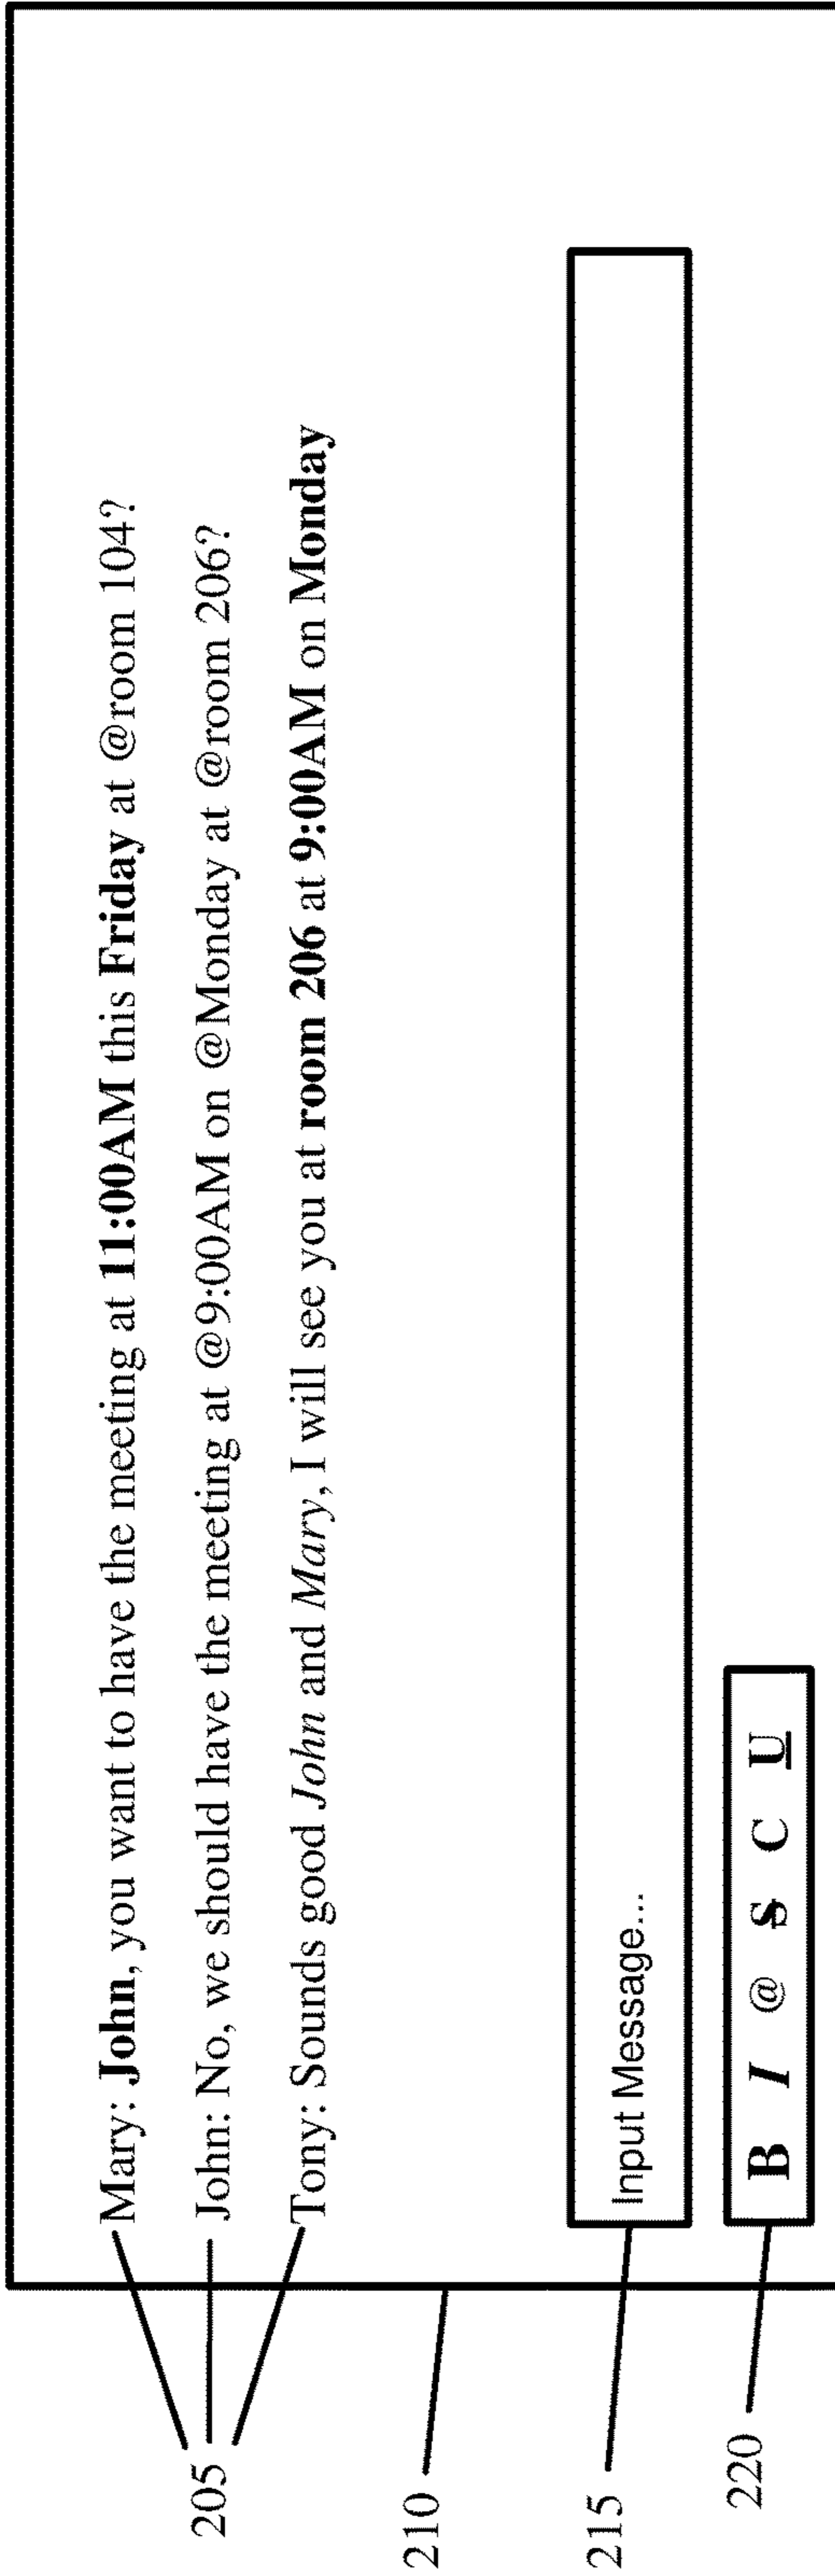 Mary: John, you want to have the meeting at 11:00AM this Friday at @room 104?
John: No, we should have the meeting at @9:00AM on @Monday at @room 206?
Tony: Sounds good John and Mary, I will see you at room 206 at 9:00AM on Monday
205
210
Input Message...
215
B I @ S C U
220